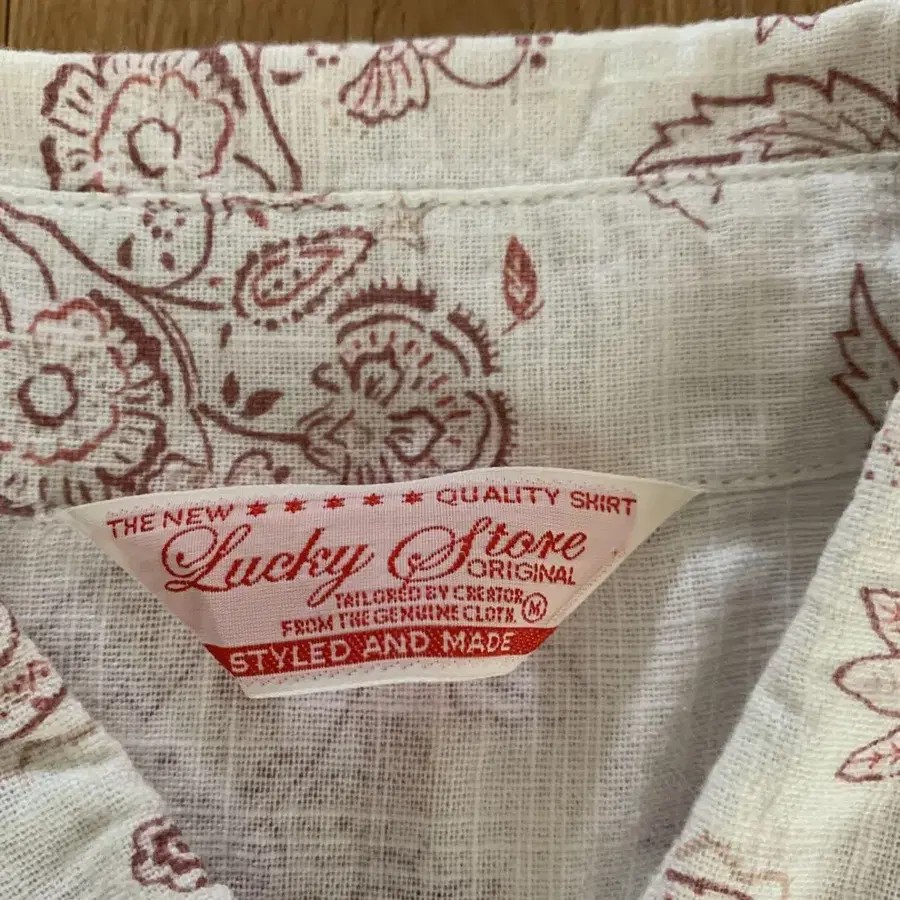 THE NEW ★ ★ ★ ★ ★ QUALITY SHIRT
Lucky Store
ORIGINAL
TAILORED BY CREATOR,
FROM THE GENUINE CLOTH. M
STYLED AND MADE